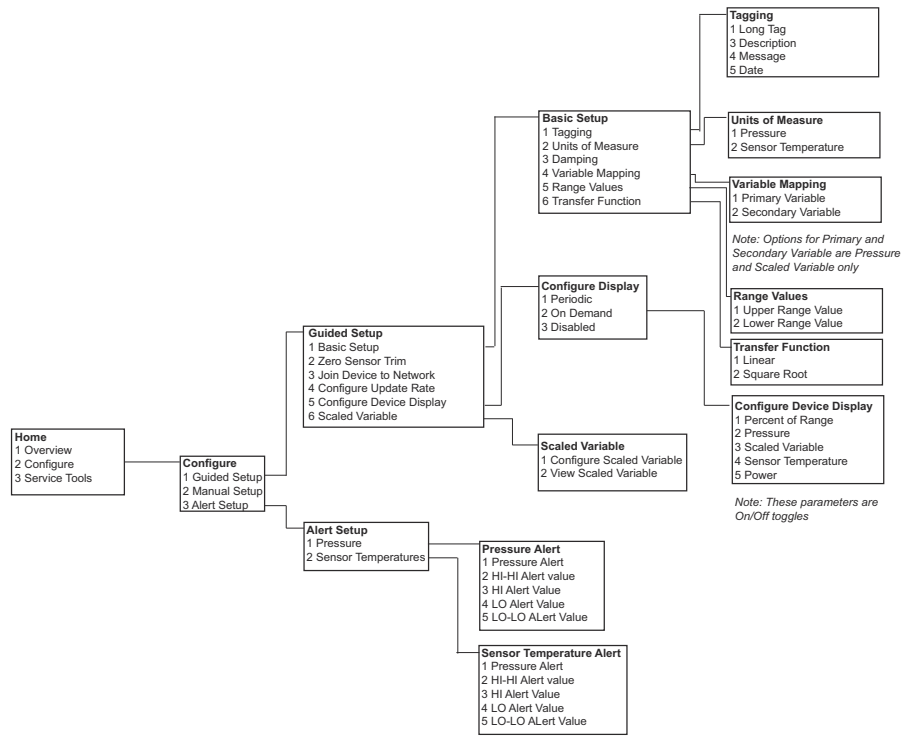 Home
1 Overview
2 Configure
3 Service Tools
Configure
1 Guided Setup
2 Manual Setup
3 Alert Setup
Guided Setup
1 Basic Setup
2 Zero Sensor Trim
3 Join Device to Network
4 Configure Update Rate
5 Configure Device Display
6 Scaled Variable
Alert Setup
1 Pressure
2 Sensor Temperatures
Basic Setup
1 Tagging
2 Units of Measure
3 Damping
4 Variable Mapping
5 Range Values
6 Transfer Function
Configure Display
1 Periodic
2 On Demand
3 Disabled
Scaled Variable
1 Configure Scaled Variable
2 View Scaled Variable
Pressure Alert
1 Pressure Alert
2 HI-HI Alert value
3 HI Alert Value
4 LO Alert Value
5 LO-LO ALert Value
Sensor Temperature Alert
1 Pressure Alert
2 HI-HI Alert value
3 HI Alert Value
4 LO Alert Value
5 LO-LO ALert Value
Tagging
1 Long Tag
3 Description
4 Message
5 Date
Units of Measure
1 Pressure
2 Sensor Temperature
Variable Mapping
1 Primary Variable
2 Secondary Variable
Note: Options for Primary and
Secondary Variable are Pressure
and Scaled Variable only
Range Values
1 Upper Range Value
2 Lower Range Value
Transfer Function
1 Linear
2 Square Root
Configure Device Display
1 Percent of Range
2 Pressure
3 Scaled Variable
4 Sensor Temperature
5 Power
Note: These parameters are
On/Off toggles